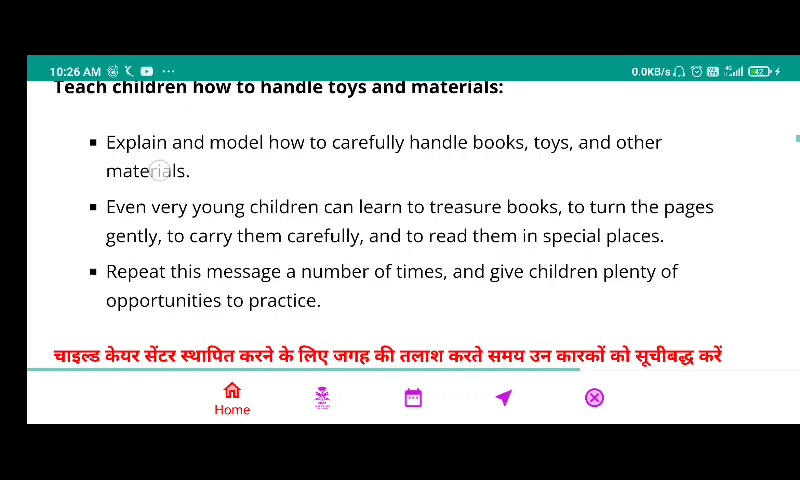 10:26 AM ... 0.0KB/s 4G 42
Teach children how to handle toys and materials:
▪ Explain and model how to carefully handle books, toys, and other
materials.
▪ Even very young children can learn to treasure books, to turn the pages
gently, to carry them carefully, and to read them in special places.
▪ Repeat this message a number of times, and give children plenty of
opportunities to practice.
चाइल्ड केयर सेंटर स्थापित करने के लिए जगह की तलाश करते समय उन कारकों को सूचीबद्ध करें
Home